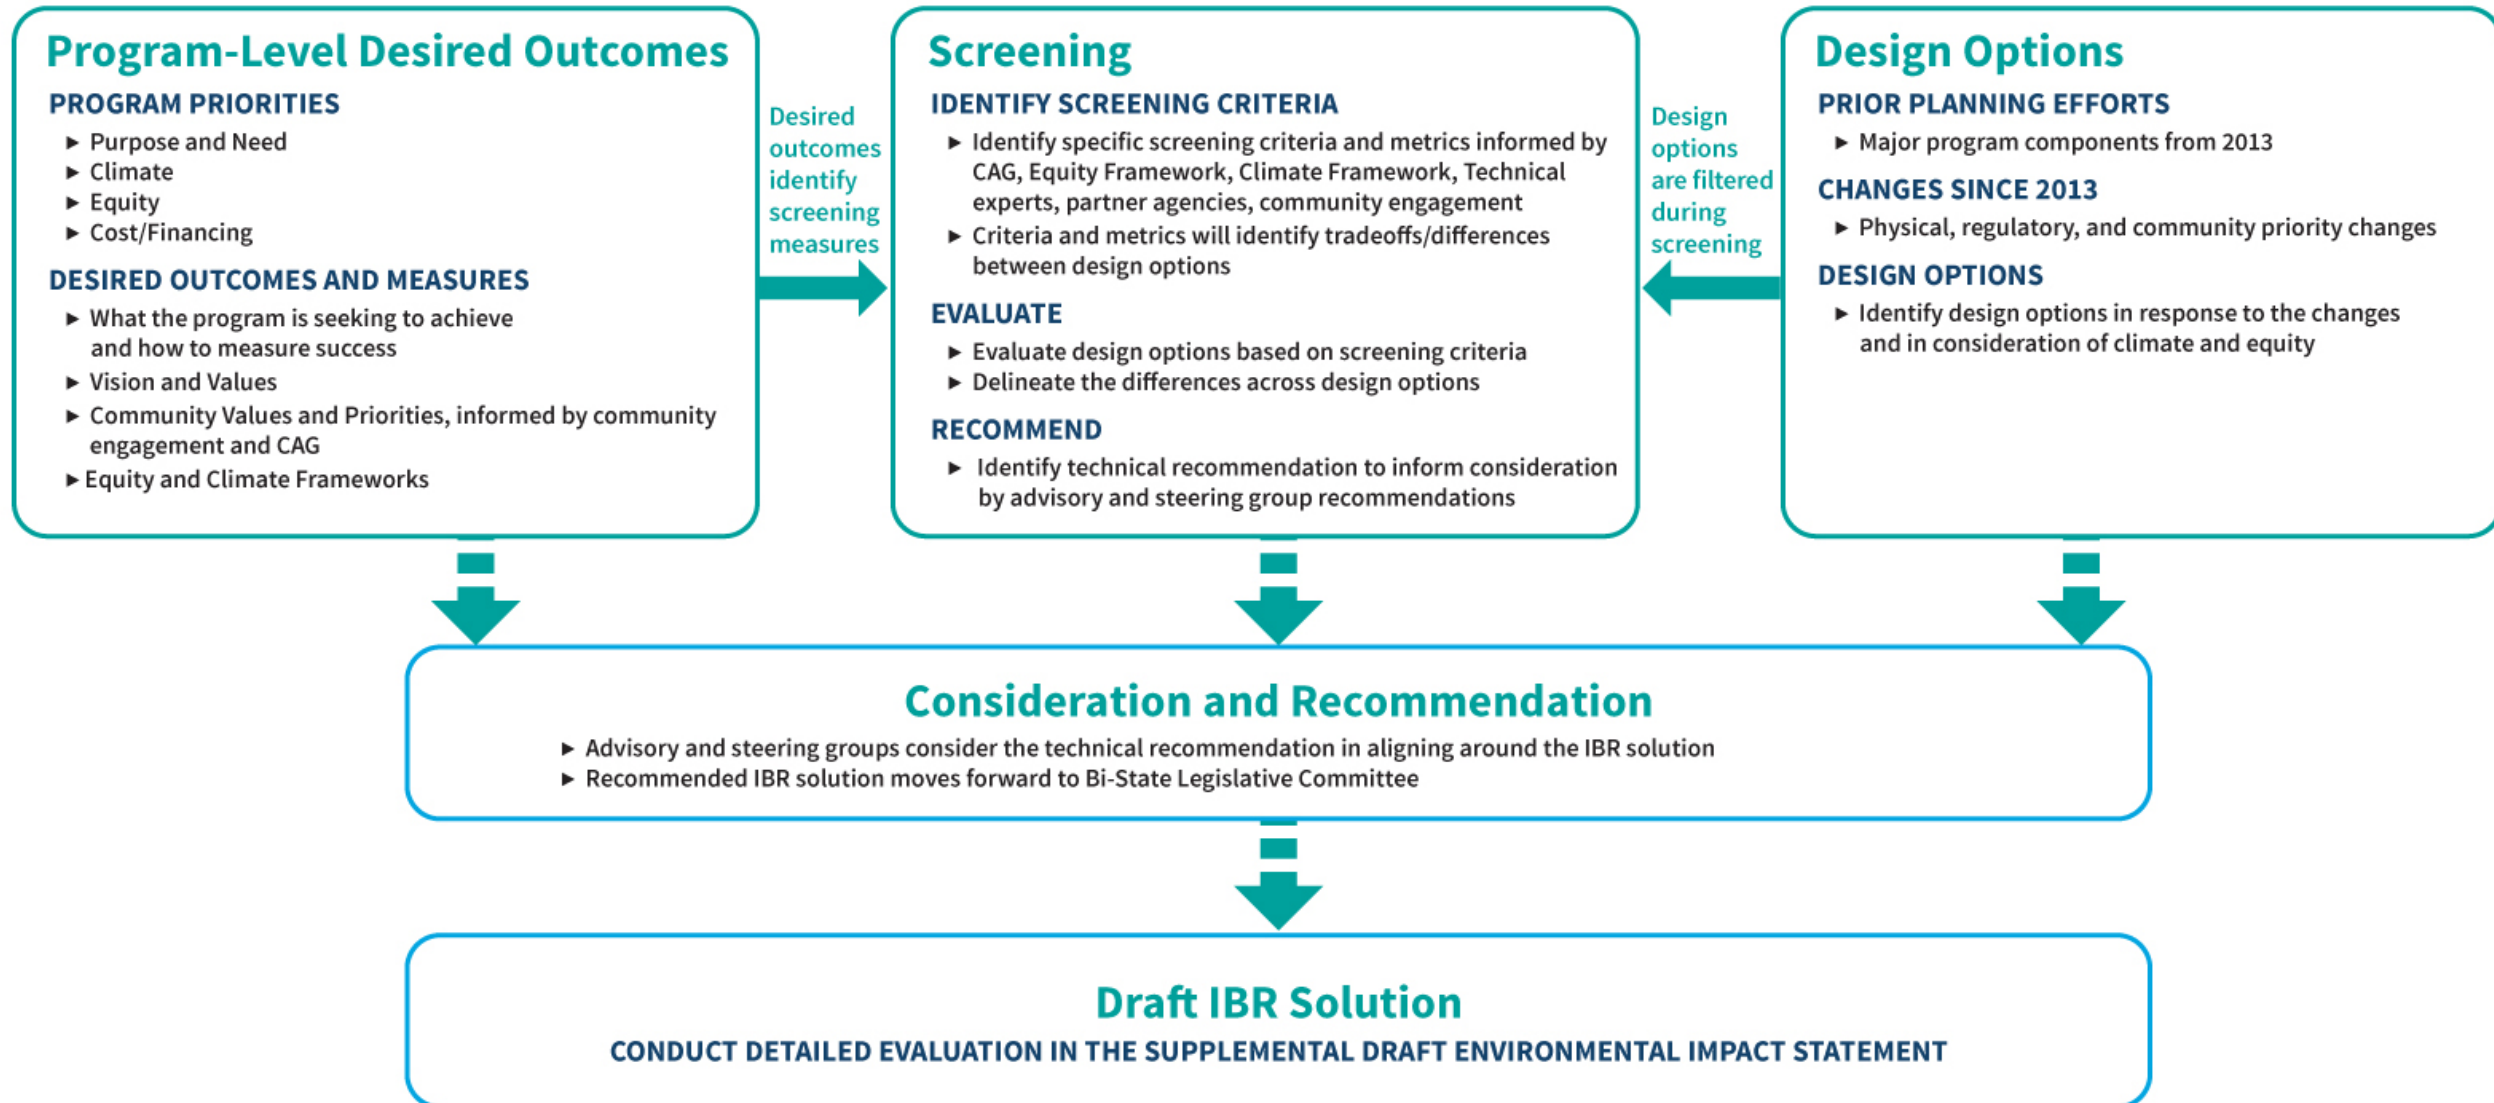 Program-Level Desired Outcomes
PROGRAM PRIORITIES
► Purpose and Need
► Climate
► Equity
► Cost/Financing
DESIRED OUTCOMES AND MEASURES
► What the program is seeking to achieve
and how to measure success
► Vision and Values
► Community Values and Priorities, informed by community
engagement and CAG
► Equity and Climate Frameworks
Desired
outcomes
identify
screening
measures
Screening
IDENTIFY SCREENING CRITERIA
► Identify specific screening criteria and metrics informed by
CAG, Equity Framework, Climate Framework, Technical
experts, partner agencies, community engagement
► Criteria and metrics will identify tradeoffs/differences
between design options
EVALUATE
► Evaluate design options based on screening criteria
► Delineate the differences across design options
RECOMMEND
► Identify technical recommendation to inform consideration
by advisory and steering group recommendations
Design
options
are filtered
during
screening
Design Options
PRIOR PLANNING EFFORTS
► Major program components from 2013
CHANGES SINCE 2013
► Physical, regulatory, and community priority changes
DESIGN OPTIONS
► Identify design options in response to the changes
and in consideration of climate and equity
Consideration and Recommendation
► Advisory and steering groups consider the technical recommendation in aligning around the IBR solution
► Recommended IBR solution moves forward to Bi-State Legislative Committee
Draft IBR Solution
CONDUCT DETAILED EVALUATION IN THE SUPPLEMENTAL DRAFT ENVIRONMENTAL IMPACT STATEMENT